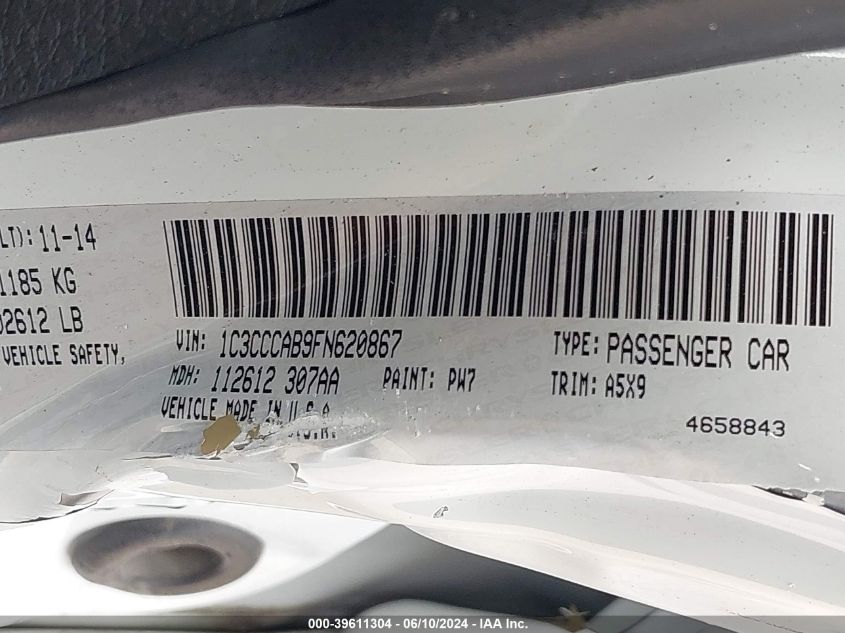 LT): 11-14
1185 KG
02612 LB
VEHICLE SAFETY,
VIN: 1C3CCCAB9FN620867
TYPE: PASSENGER CAR
MDH: 112612 307AA
PAINT: PW7
TRIM: A5X9
VEHICLE MADE IN U.S.A.
4658843
000-39611304 / 06/10/2024 - IAA Inc.